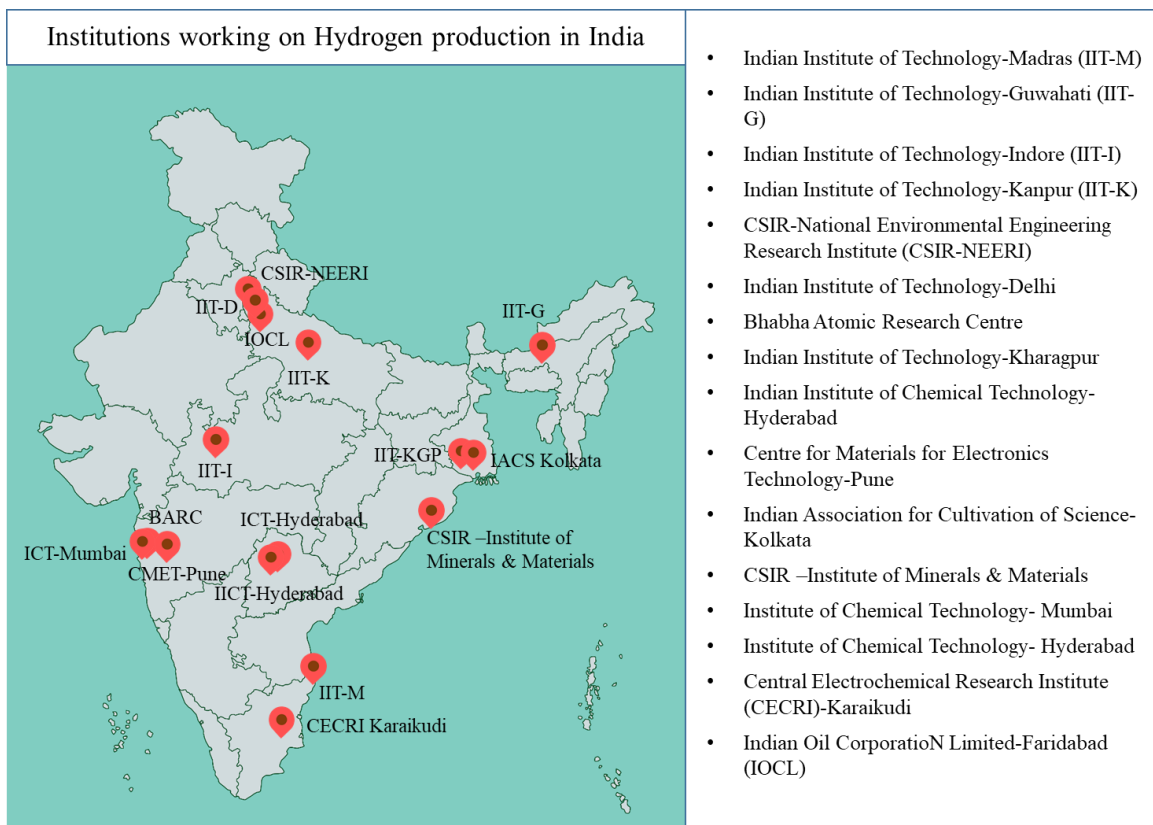 Institutions working on Hydrogen production in India
CSIR-NEERI
IIT-D
IOCL
IIT-K
IIT-G
IIT-I
IIT-KGP
IACS Kolkata
BARC
ICT-Mumbai
CMET-Pune
ICT-Hyderabad
IICT-Hyderabad
CSIR –Institute of
Minerals & Materials
IIT-M
CECRI Karaikudi
• Indian Institute of Technology-Madras (IIT-M)
• Indian Institute of Technology-Guwahati (IIT-
G)
• Indian Institute of Technology-Indore (IIT-I)
• Indian Institute of Technology-Kanpur (IIT-K)
• CSIR-National Environmental Engineering
Research Institute (CSIR-NEERI)
• Indian Institute of Technology-Delhi
• Bhabha Atomic Research Centre
• Indian Institute of Technology-Kharagpur
• Indian Institute of Chemical Technology-
Hyderabad
• Centre for Materials for Electronics
Technology-Pune
• Indian Association for Cultivation of Science-
Kolkata
• CSIR –Institute of Minerals & Materials
• Institute of Chemical Technology- Mumbai
• Institute of Chemical Technology- Hyderabad
• Central Electrochemical Research Institute
(CECRI)-Karaikudi
• Indian Oil CorporatioN Limited-Faridabad
(IOCL)